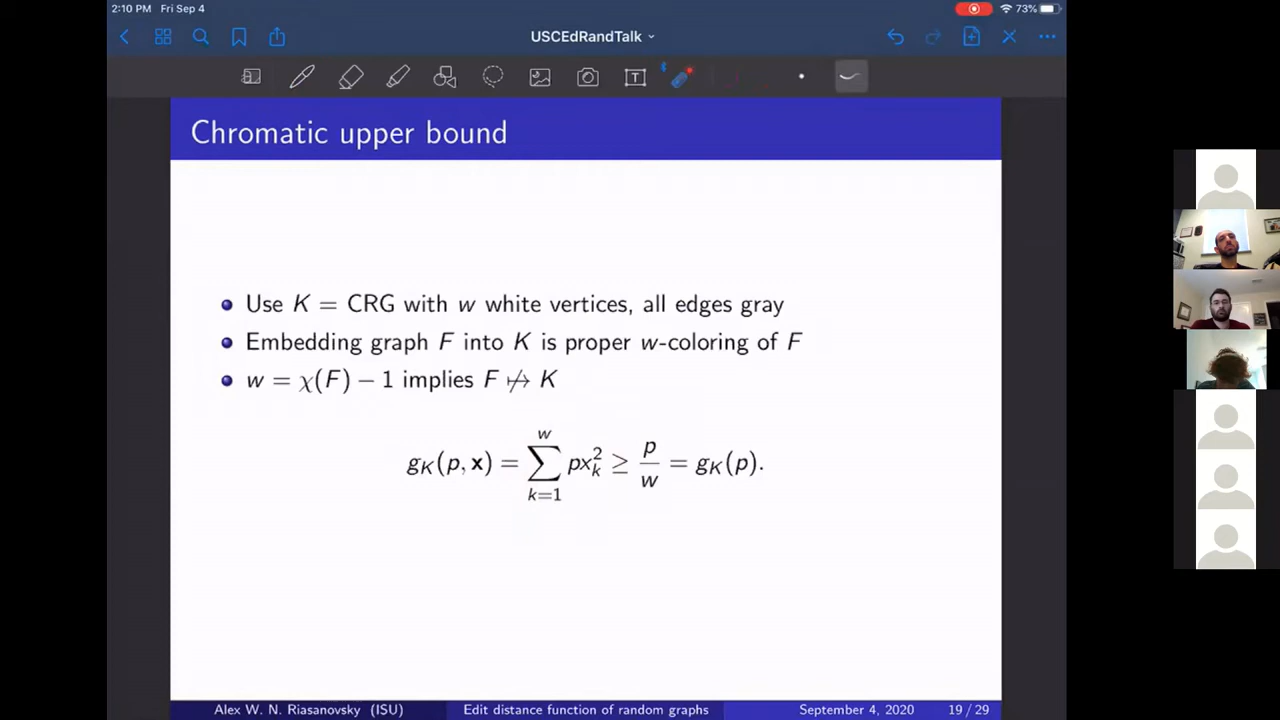 2:10 PM Fri Sep 4
73%
USCEdRandTalk
T
Chromatic upper bound
Use K = CRG with w white vertices, all edges gray
Embedding graph F into K is proper w-coloring of F
w = χ(F) − 1 implies F ↛ K
g_K(p, x) = ∑_{k=1}^{w} px_k^2 ≥ p/w = g_K(p).
Alex W. N. Riasanovsky (ISU) Edit distance function of random graphs September 4, 2020 19 / 29